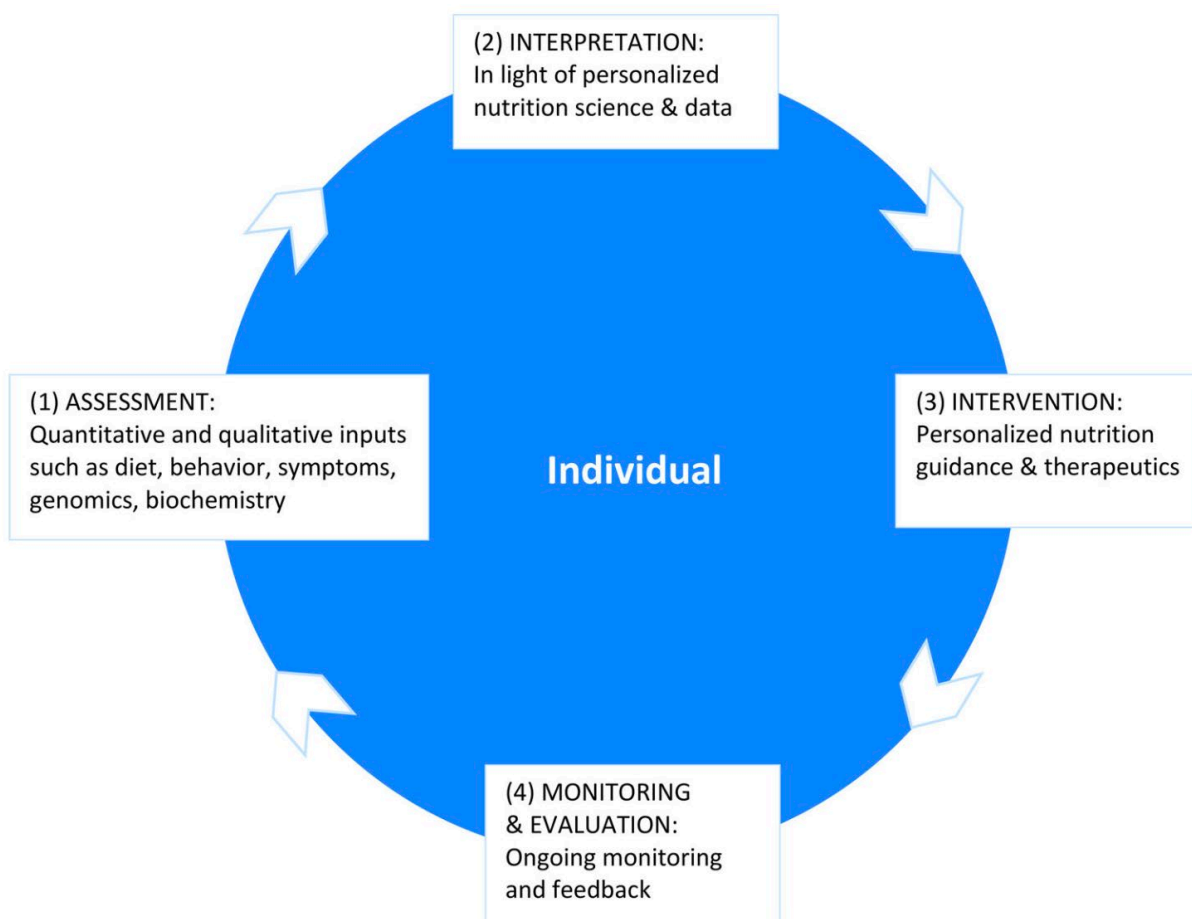 (2) INTERPRETATION:
In light of personalized
nutrition science & data
(1) ASSESSMENT:
Quantitative and qualitative inputs
such as diet, behavior, symptoms,
genomics, biochemistry
Individual
(3) INTERVENTION:
Personalized nutrition
guidance & therapeutics
(4) MONITORING
& EVALUATION:
Ongoing monitoring
and feedback